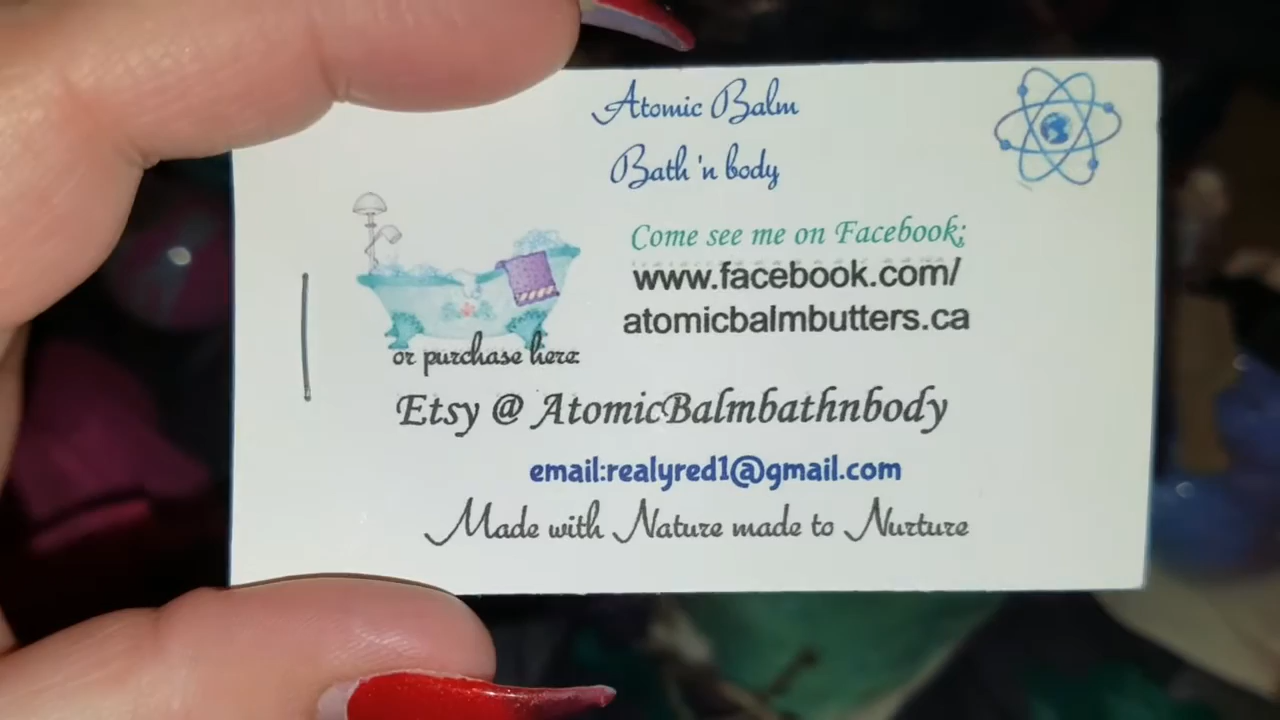 Atomic Balm
Bath 'n body
Come see me on Facebook;
www.facebook.com/
atomicbalmbutters.ca
or purchase here:
Etsy @ AtomicBalmbathnbody
email:realyred1@gmail.com
Made with Nature made to Nurture